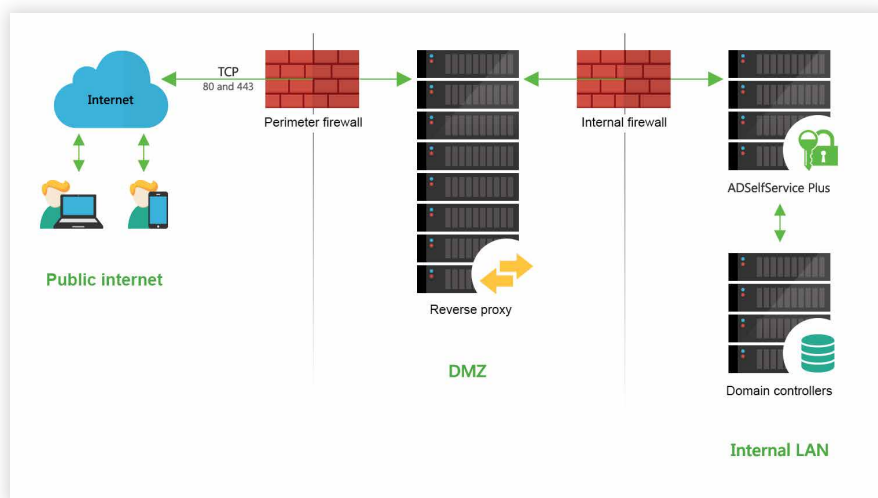 Internet
TCP
80 and 443
Perimeter firewall
Internal firewall
ADSelfService Plus
Public internet
Reverse proxy
DMZ
Domain controllers
Internal LAN